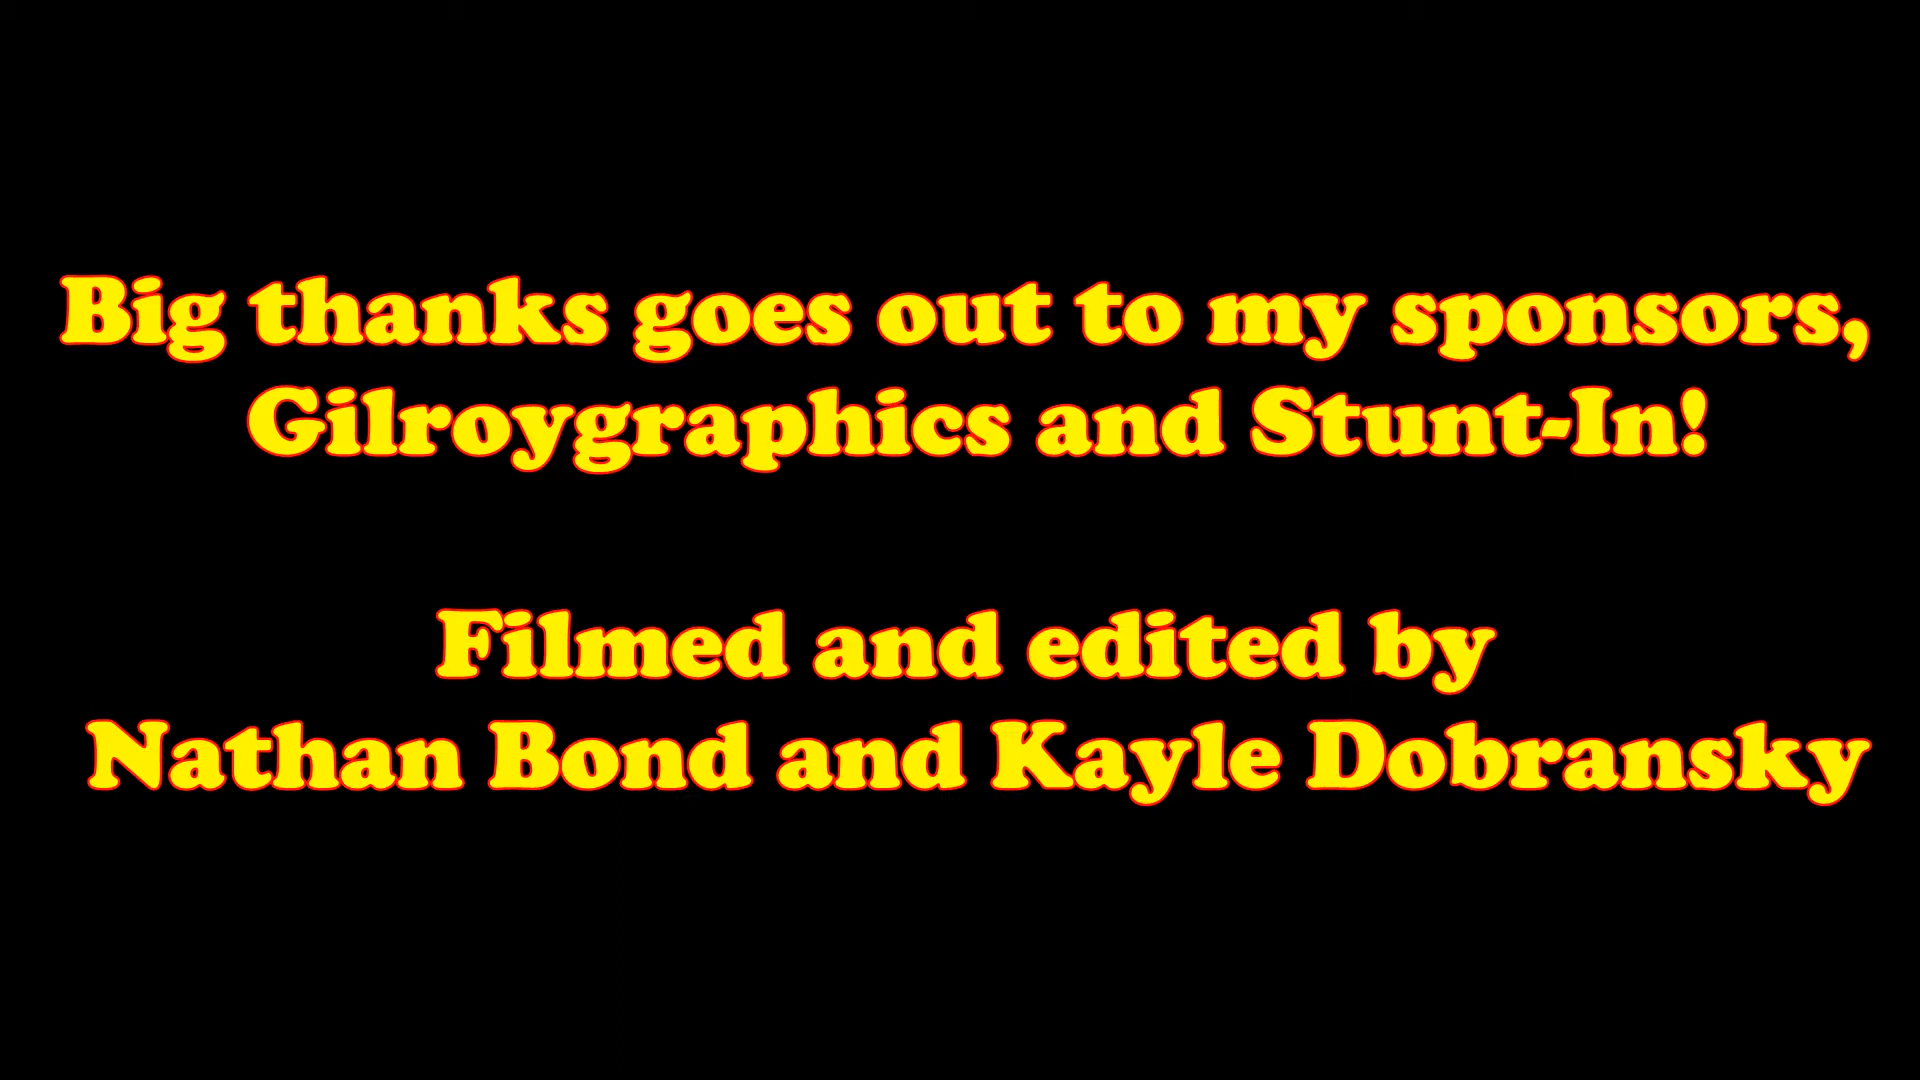 Big thanks goes out to my sponsors,
Gilroygraphics and Stunt-In!
Filmed and edited by
Nathan Bond and Kayle Dobransky